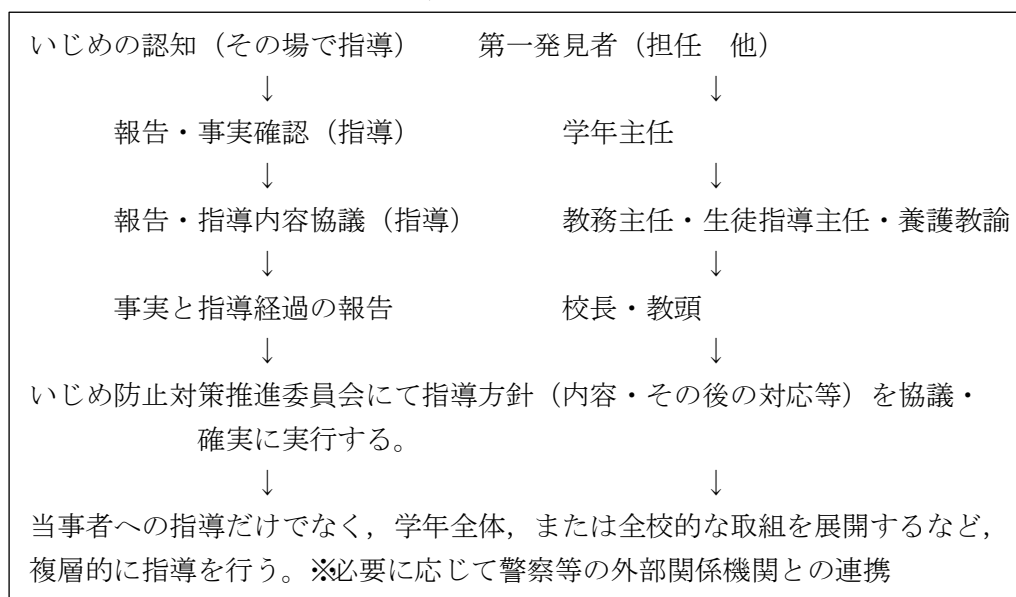 いじめの認知（その場で指導）　　第一発見者（担任　他）
↓　↓
報告・事実確認（指導）　　学年主任
↓　↓
報告・指導内容協議（指導）　　教務主任・生徒指導主任・養護教諭
↓　↓
事実と指導経過の報告　　校長・教頭
↓　↓
いじめ防止対策推進委員会にて指導方針（内容・その後の対応等）を協議・
確実に実行する。
↓　↓
当事者への指導だけでなく，学年全体，または全校的な取組を展開するなど，
複層的に指導を行う。※必要に応じて警察等の外部関係機関との連携